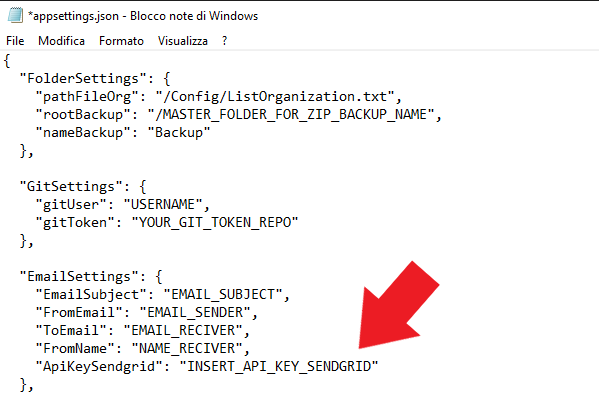 *appsettings.json - Blocco note di Windows
File Modifica Formato Visualizza ?
{
"FolderSettings": {
"pathFileOrg": "/Config/ListOrganization.txt",
"rootBackup": "/MASTER_FOLDER_FOR_ZIP_BACKUP_NAME",
"nameBackup": "Backup"
},
"GitSettings": {
"gitUser": "USERNAME",
"gitToken": "YOUR_GIT_TOKEN_REPO"
},
"EmailSettings": {
"EmailSubject": "EMAIL_SUBJECT",
"FromEmail": "EMAIL_SENDER",
"ToEmail": "EMAIL_RECIVER",
"FromName": "NAME_RECIVER",
"ApiKeySendgrid": "INSERT_API_KEY_SENDGRID"
},